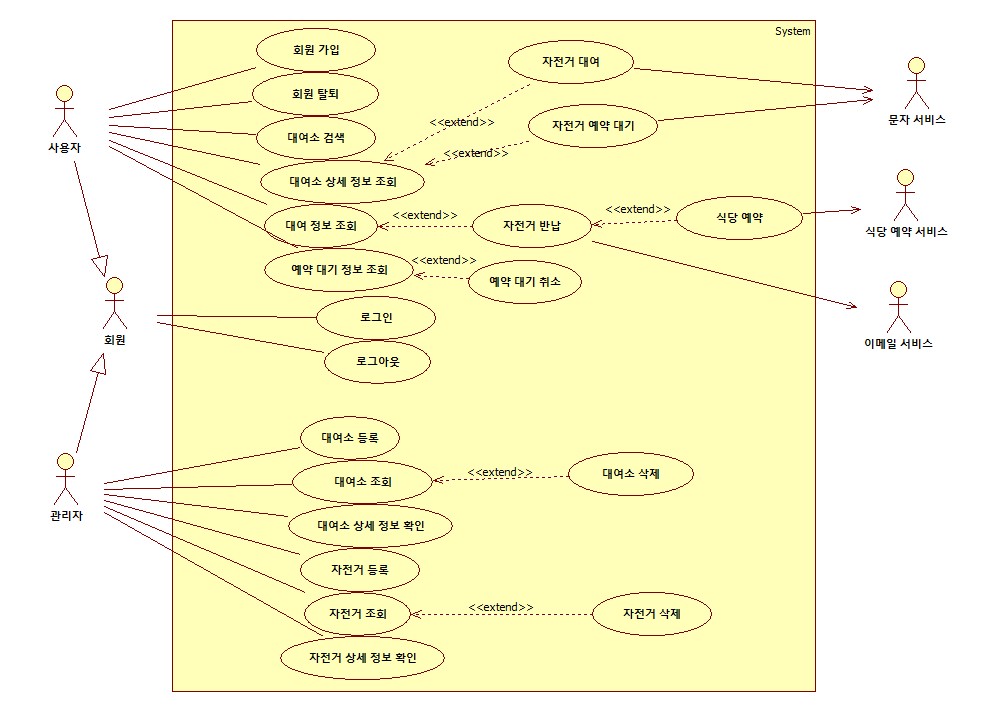 System
회원 가입
자전거 대여
회원 탈퇴
문자 서비스
<<extend>>
자전거 예약 대기
대여소 검색
사용자
<<extend>>
대여소 상세 정보 조회
<<extend>>
<<extend>>
식당 예약
대여 정보 조회
자전거 반납
식당 예약 서비스
<<extend>>
예약 대기 정보 조회
예약 대기 취소
로그인
회원
이메일 서비스
로그아웃
대여소 등록
<<extend>>
대여소 삭제
대여소 조회
관리자
대여소 상세 정보 확인
자전거 등록
<<extend>>
자전거 조회
자전거 삭제
자전거 상세 정보 확인